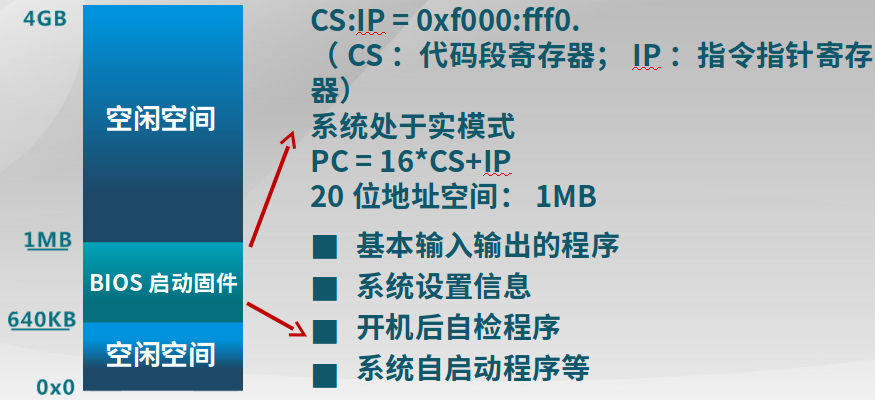 4GB
空闲空间
1MB
BIOS 启动固件
640KB
空闲空间
0x0
CS:IP = 0xf000:fff0.
（ CS ：代码段寄存器； IP ：指令指针寄存
器）
系统处于实模式
PC = 16*CS+IP
20 位地址空间： 1MB
■ 基本输入输出的程序
■ 系统设置信息
■ 开机后自检程序
■ 系统自启动程序等